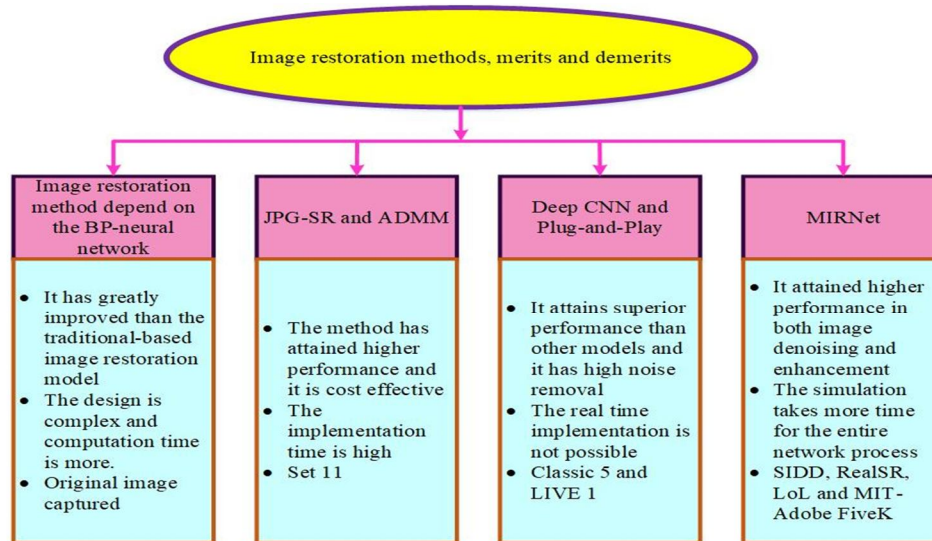 Image restoration methods, merits and demerits
Image restoration
method depend on
the BP-neural
network
• It has greatly
improved than the
traditional-based
image restoration
model
• The design is
complex and
computation time
is more.
• Original image
captured
JPG-SR and ADMM
• The method has
attained higher
performance and
it is cost effective
• The
implementation
time is high
• Set 11
Deep CNN and
Plug-and-Play
• It attains superior
performance than
other models and
it has high noise
removal
• The real time
implementation is
not possible
• Classic 5 and
LIVE 1
MIRNet
• It attained higher
performance in
both image
denoising and
enhancement
• The simulation
takes more time
for the entire
network process
• SIDD, RealSR,
LoL and MIT-
Adobe FiveK